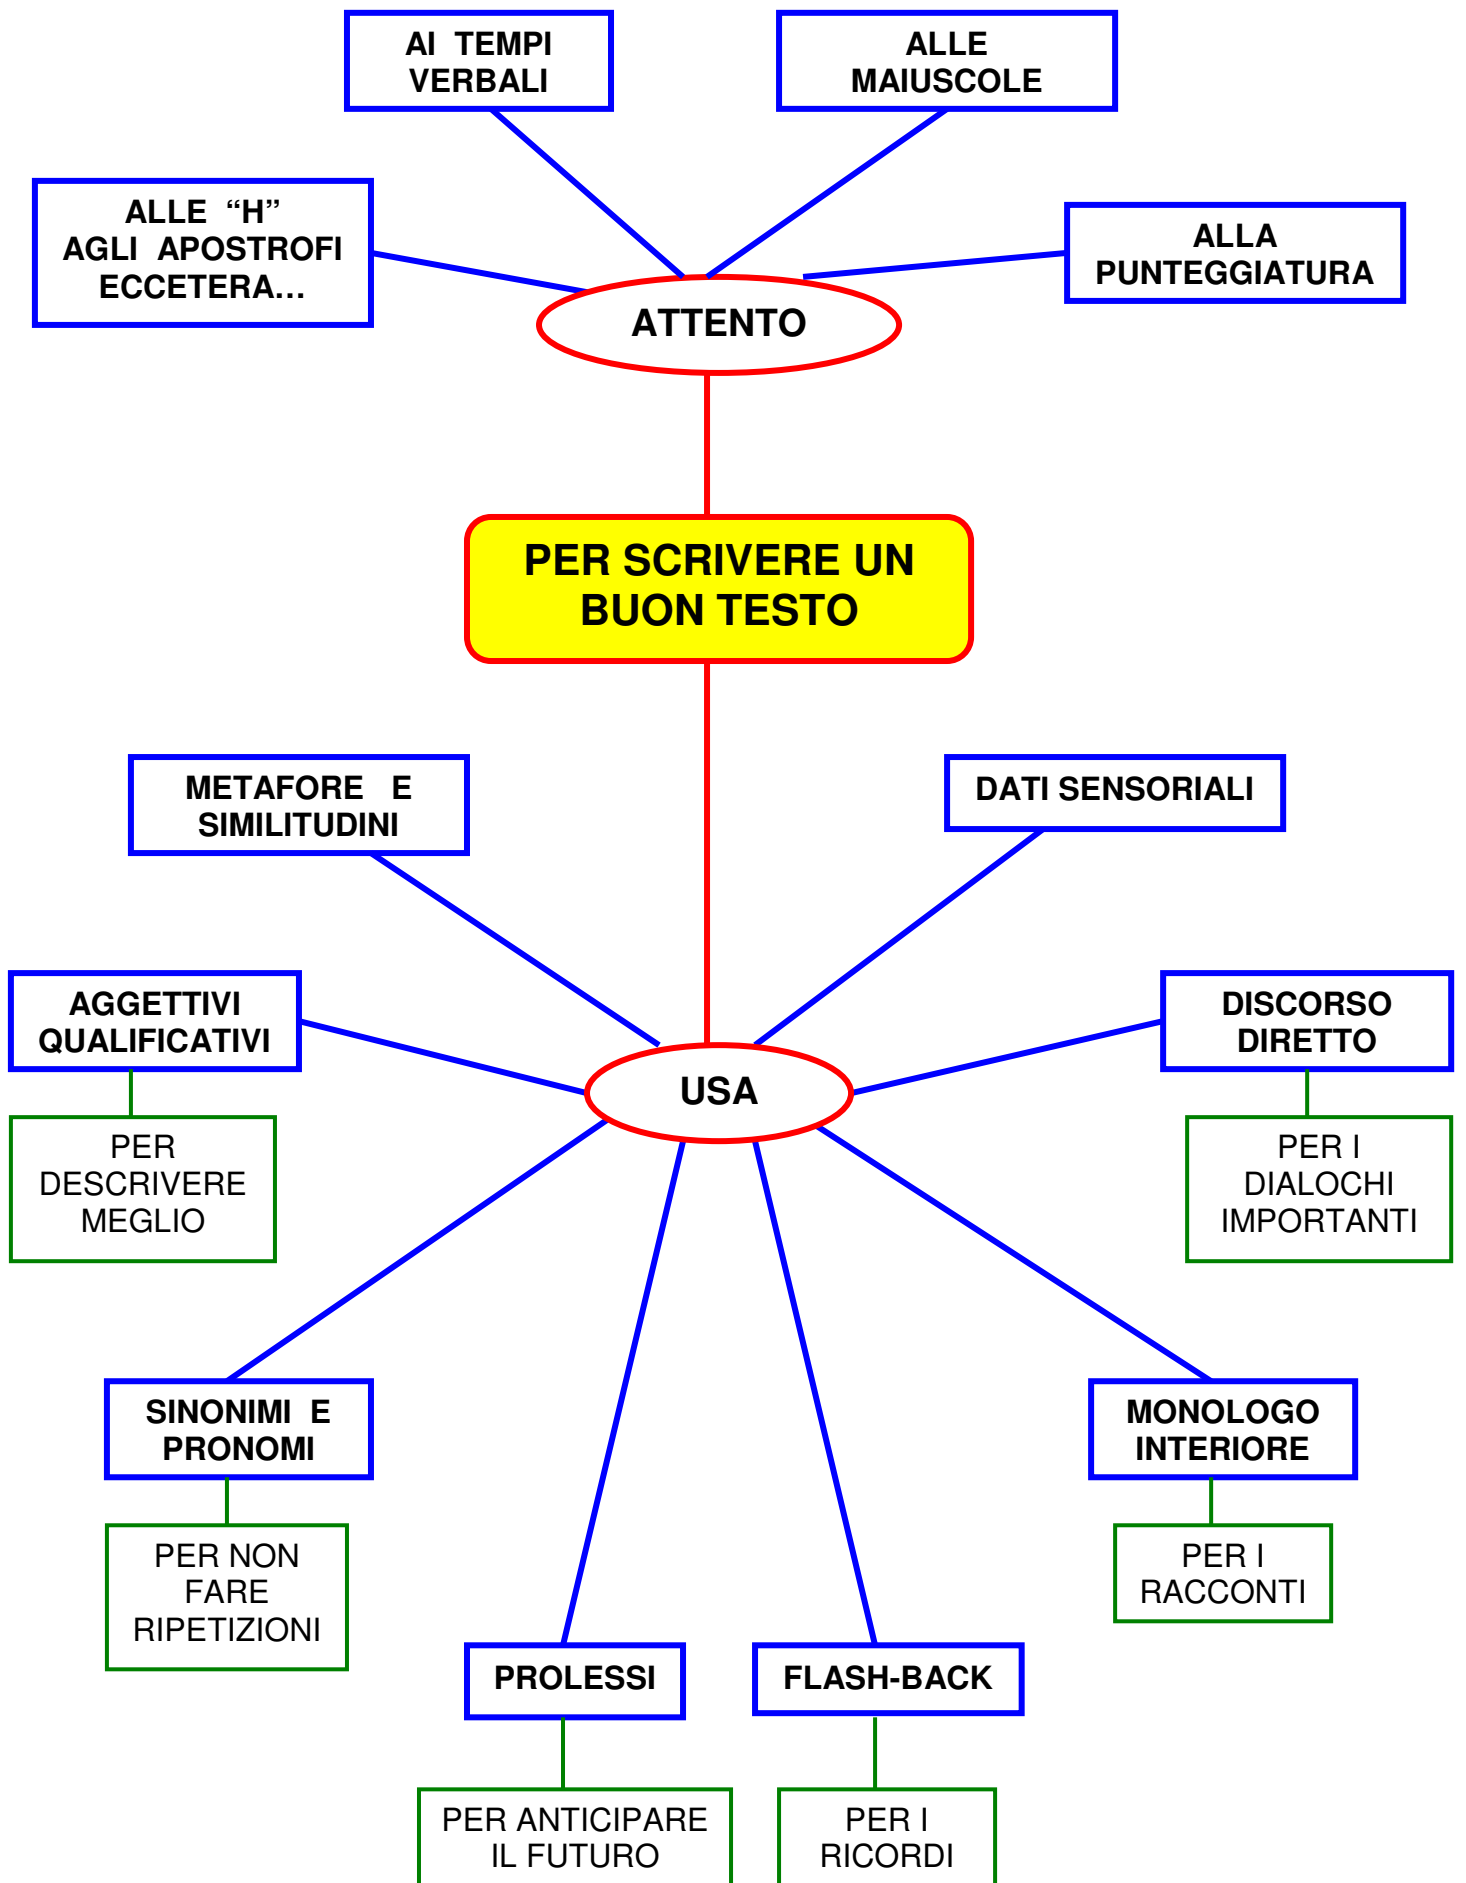 AI TEMPI
VERBALI
ALLE
MAIUSCOLE
ALLE “H”
AGLI APOSTROFI
ECCETERA…
ALLA
PUNTEGGIATURA
ATTENTO
PER SCRIVERE UN
BUON TESTO
METAFORE E
SIMILITUDINI
DATI SENSORIALI
AGGETTIVI
QUALIFICATIVI
DISCORSO
DIRETTO
USA
PER
DESCRIVERE
MEGLIO
PER I
DIALOCHI
IMPORTANTI
SINONIMI E
PRONOMI
MONOLOGO
INTERIORE
PER NON
FARE
RIPETIZIONI
PER I
RACCONTI
PROLESSI
FLASH-BACK
PER ANTICIPARE
IL FUTURO
PER I
RICORDI